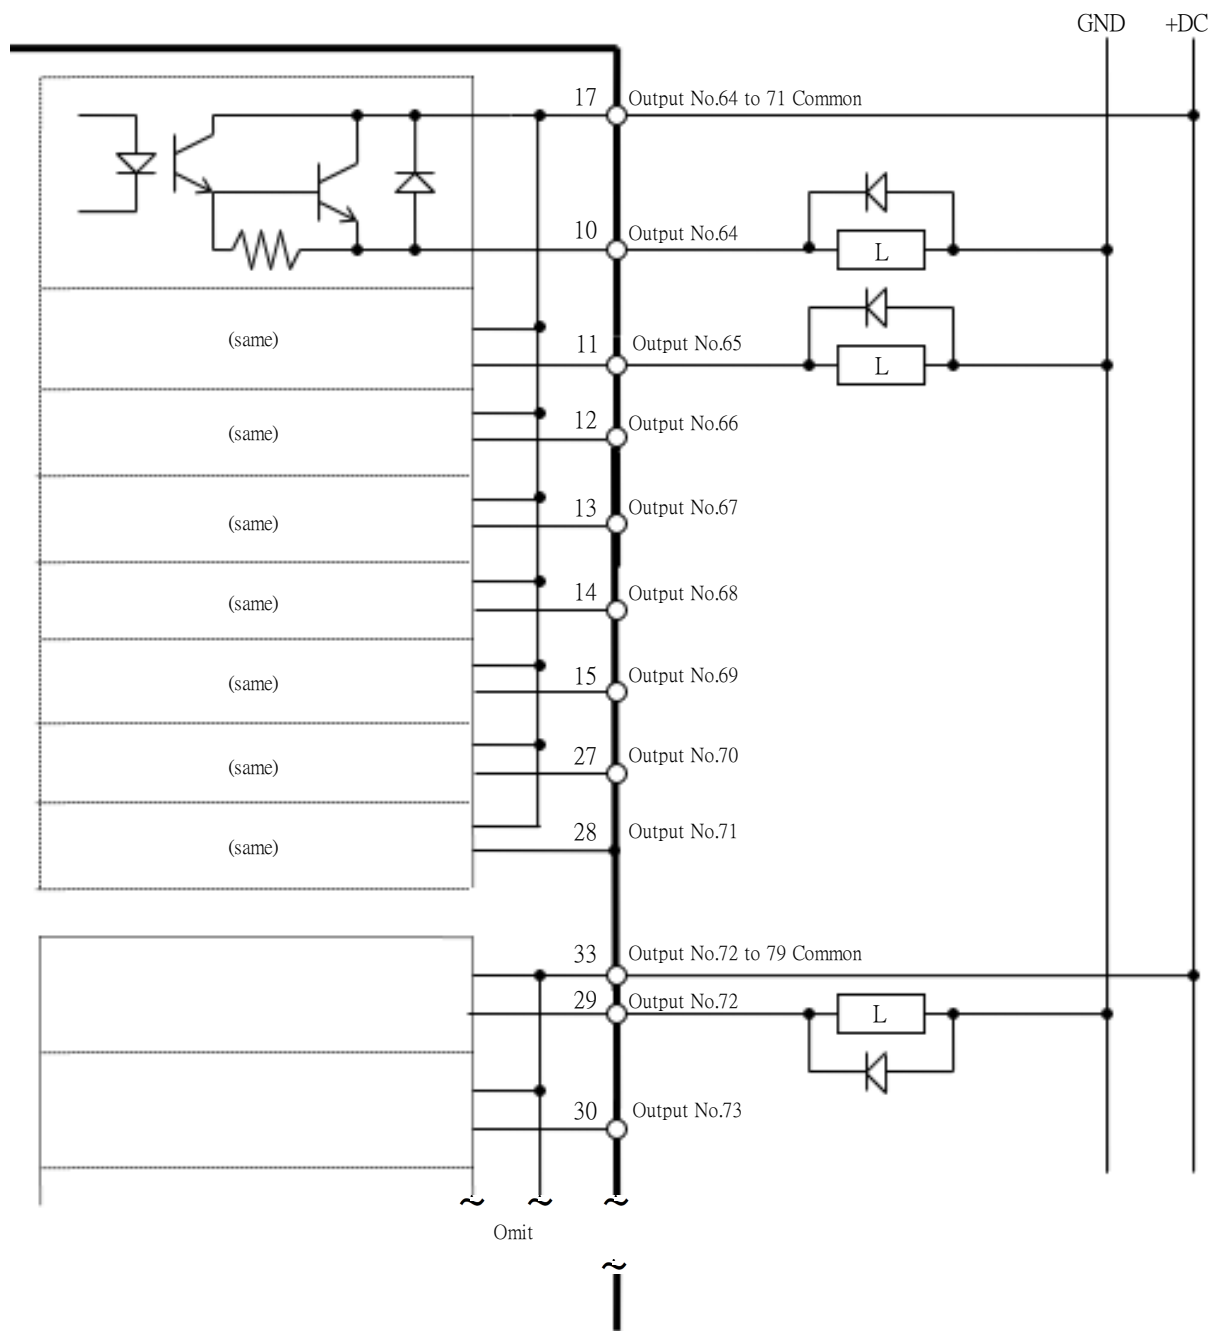 GND +DC
17 Output No.64 to 71 Common
10 Output No.64
L
(same)
11 Output No.65
L
(same)
12 Output No.66
(same)
13 Output No.67
(same)
14 Output No.68
(same)
15 Output No.69
(same)
27 Output No.70
(same)
28 Output No.71
33 Output No.72 to 79 Common
29 Output No.72
L
30 Output No.73
Omit